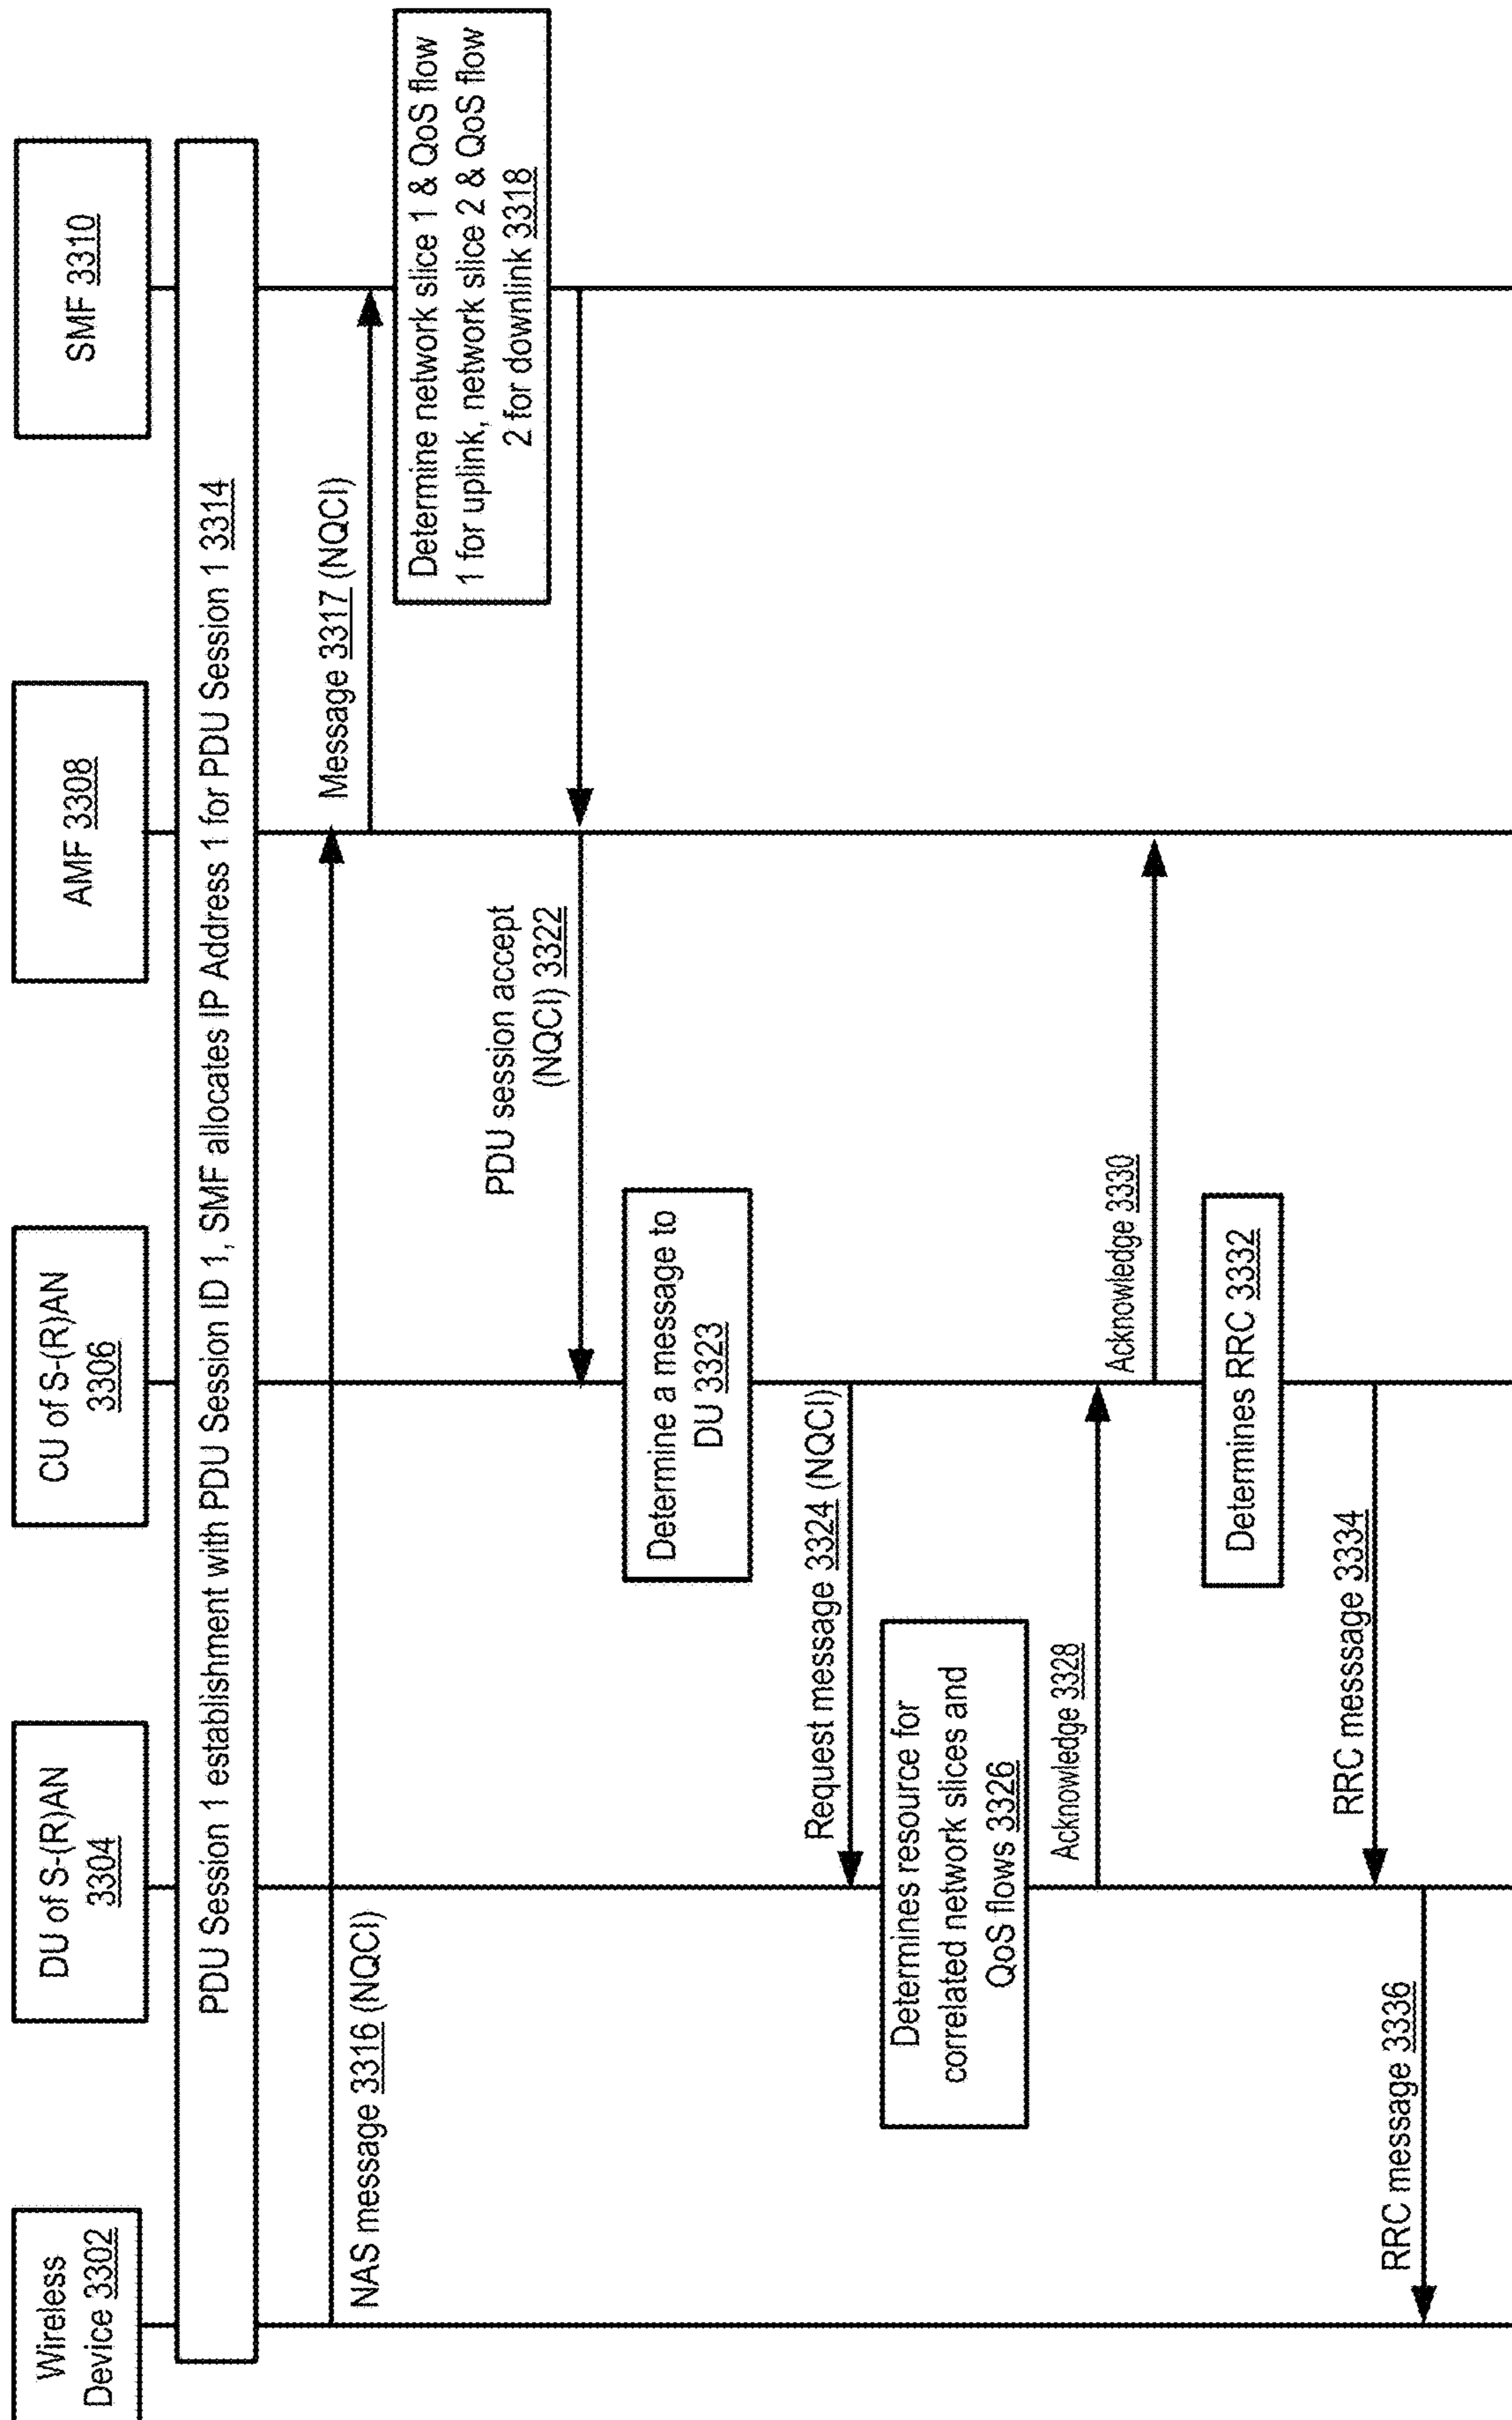 Wireless
Device 3302
DU of S-(R)AN
3304
CU of S-(R)AN
3306
AMF 3308
SMF 3310
PDU Session 1 establishment with PDU Session ID 1, SMF allocates IP Address 1 for PDU Session 1 3314
NAS message 3316 (NQCI)
Message 3317 (NQCI)
Determine network slice 1 & QoS flow
1 for uplink, network slice 2 & QoS flow
2 for downlink 3318
PDU session accept
(NQCI) 3322
Determine a message to
DU 3323
Request message 3324 (NQCI)
Determines resource for
correlated network slices and
QoS flows 3326
Acknowledge 3328
Acknowledge 3330
Determines RRC 3332
RRC messsage 3334
RRC message 3336